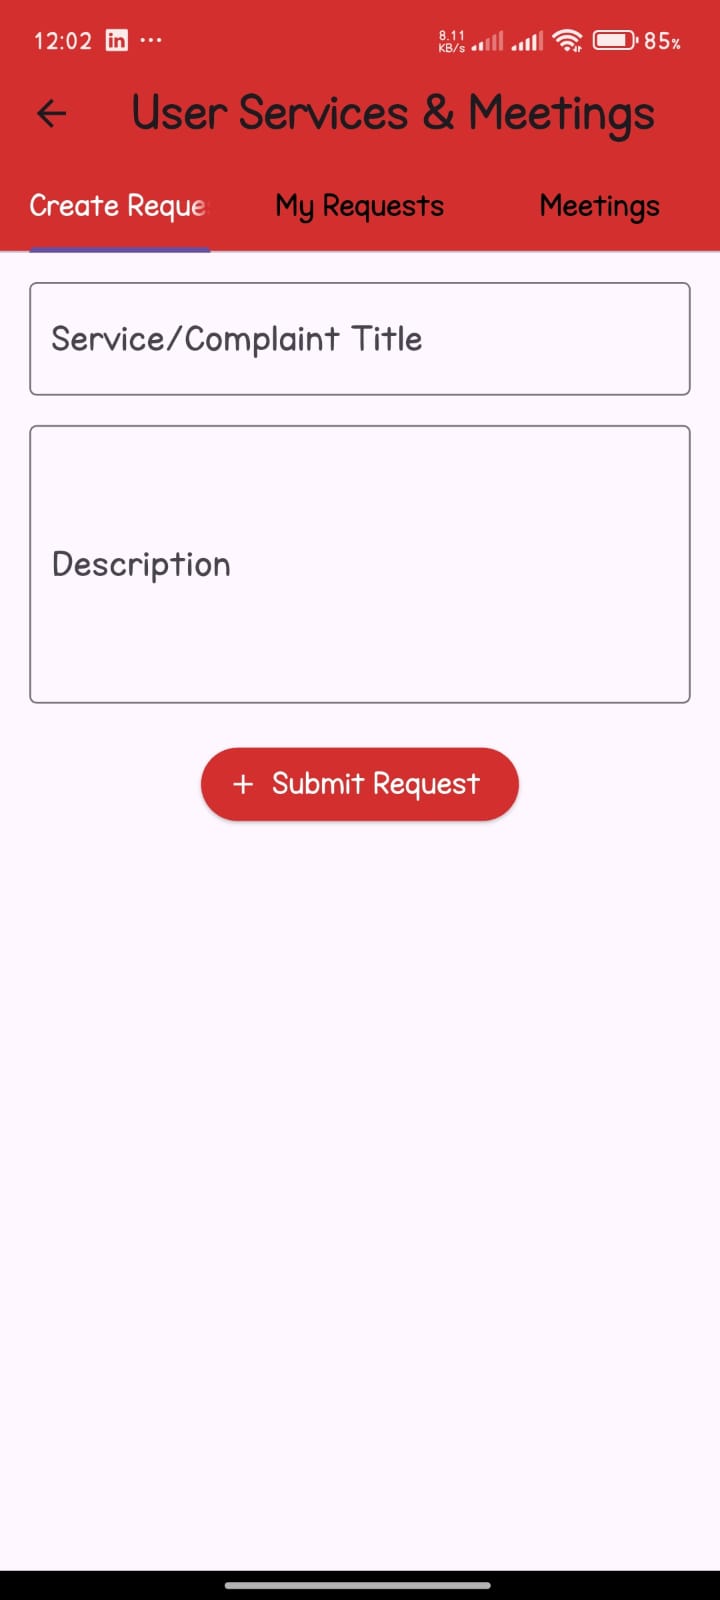 12:02 in ... 8.11 KB/s 85%
User Services & Meetings
Create Reque My Requests Meetings
Service/Complaint Title
Description
+ Submit Request